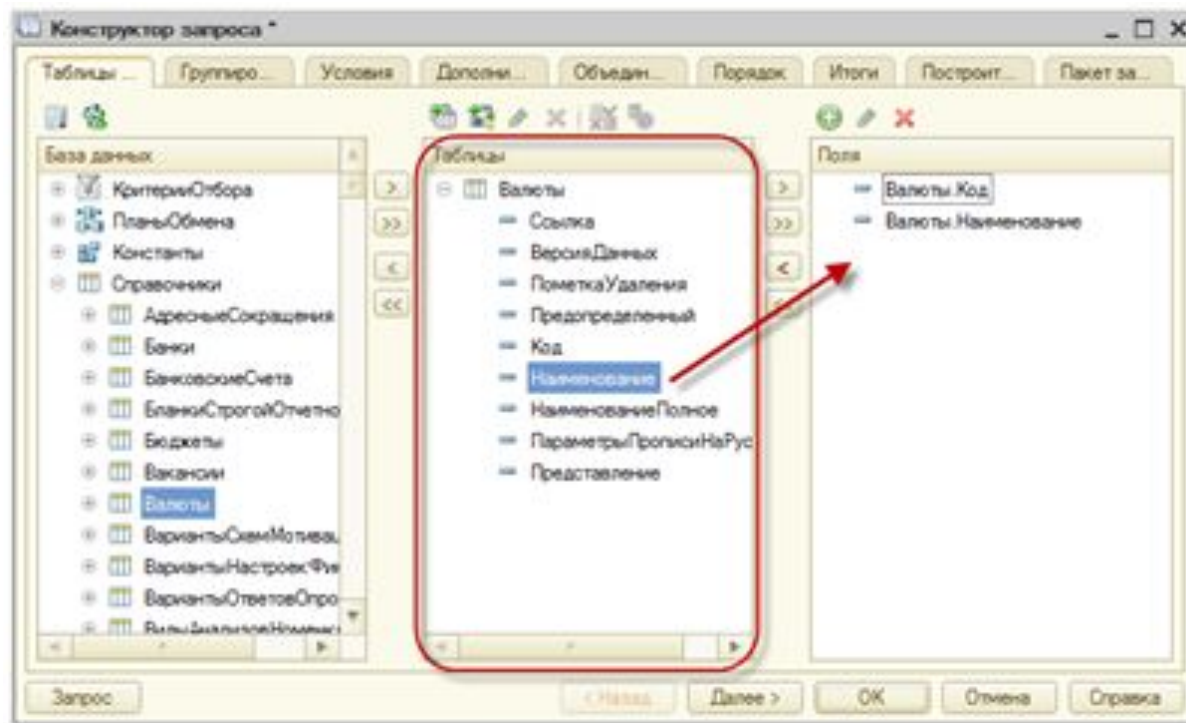 Конструктор запроса *
Таблицы ... Группиро... Условия Дополни... Объедин... Порядок Итоги Построит... Пакет за...
База данных
КритерииОтбора
ПланыОбмена
Константы
Справочники
АдресныеСокращения
Банки
БанковскиеСчета
БланкиСтрогойОтчетно
Бюджеты
Вакансии
Валюты
ВариантыСхемМотивац
ВариантыНастроекФин
ВариантыОтветовОпро
ВидыАнализовНоменкл
> >> < <<
Таблицы
Валюты
Ссылка
ВерсияДанных
ПометкаУдаления
Предопределенный
Код
Наименование
НаименованиеПолное
ПараметрыПрописиНаРус
Представление
> >> <
Поля
Валюты.Код
Валюты.Наименование
Запрос < Назад Далее > OK Отмена Справка